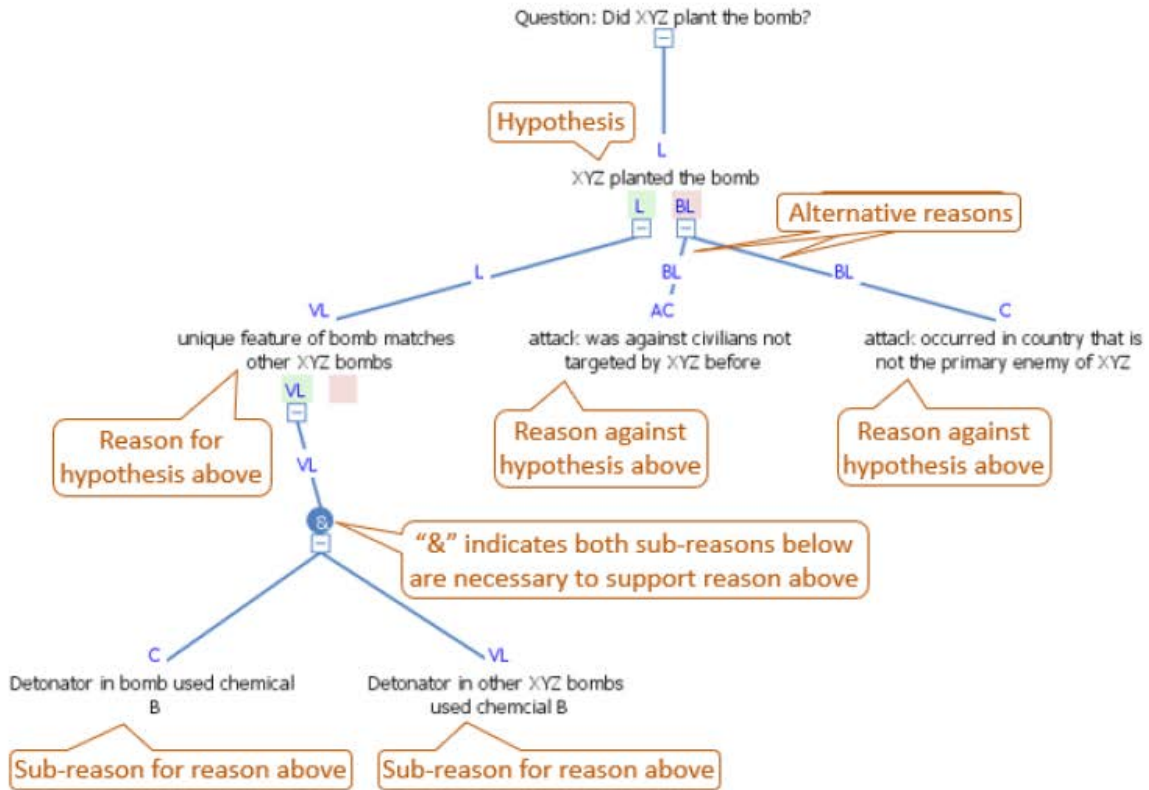 Question: Did XYZ plant the bomb?
Hypothesis
L
XYZ planted the bomb
L BL
Alternative reasons
L BL BL
VL AC C
unique feature of bomb matches
other XYZ bombs
attack was against civilians not
targeted by XYZ before
attack occurred in country that is
not the primary enemy of XYZ
VL
Reason for
hypothesis above
Reason against
hypothesis above
Reason against
hypothesis above
VL
&
"&" indicates both sub-reasons below
are necessary to support reason above
C VL
Detonator in bomb used chemical
B
Detonator in other XYZ bombs
used chemcial B
Sub-reason for reason above
Sub-reason for reason above